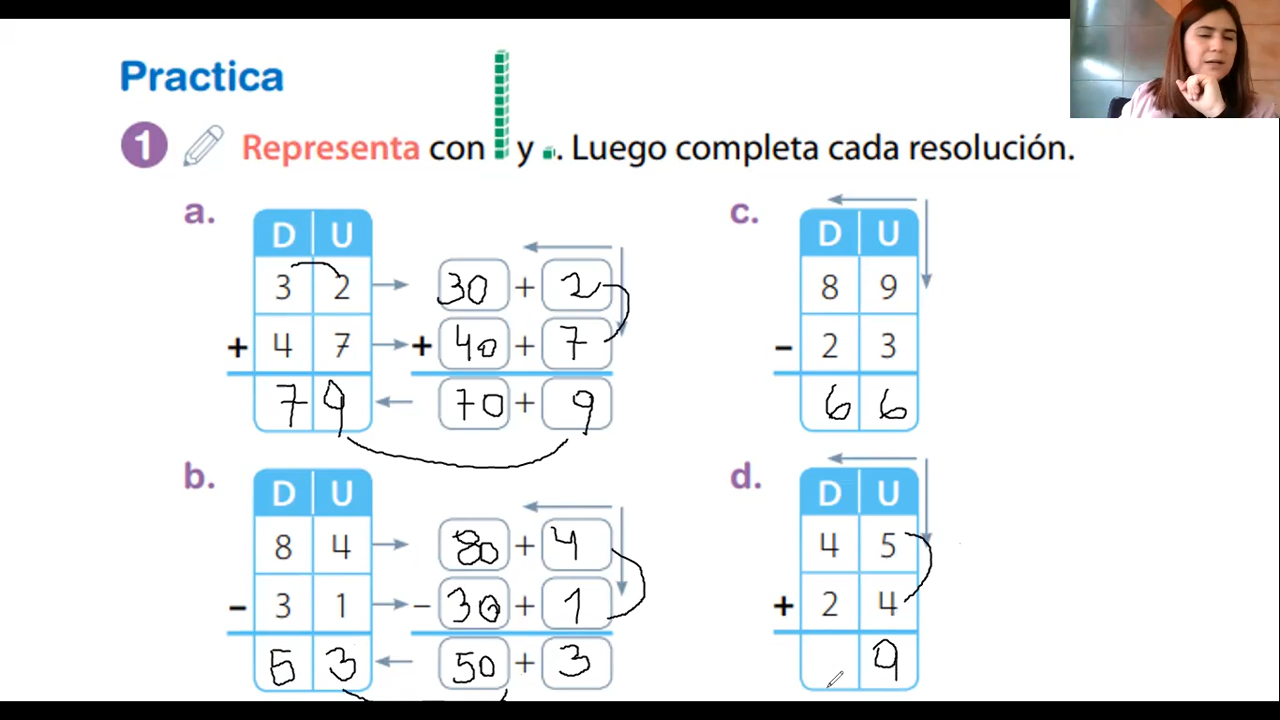 Practica
1 Representa con y . Luego completa cada resolución.
a.
D U
3 2 30 + 2
+ 4 7 + 40 + 7
7 9 70 + 9
b.
D U
8 4 80 + 4
- 3 1 - 30 + 1
5 3 50 + 3
c.
D U
8 9
- 2 3
6 6
d.
D U
4 5
+ 2 4
9